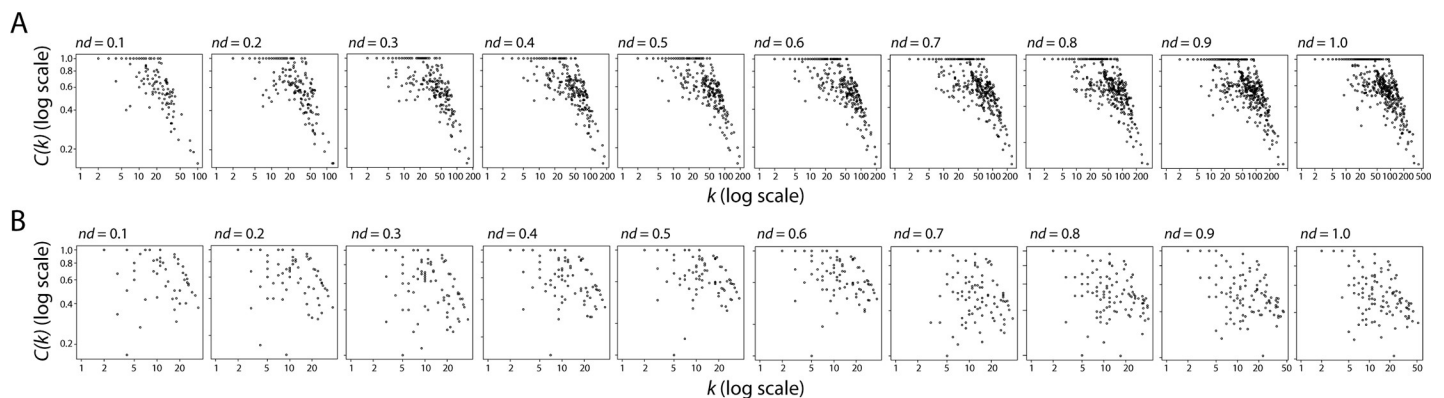 A
nd = 0.1 nd = 0.2 nd = 0.3 nd = 0.4 nd = 0.5 nd = 0.6 nd = 0.7 nd = 0.8 nd = 0.9 nd = 1.0
C(k) (log scale)
1.0
0.8
0.6
0.4
0.2
1 2 5 10 20 50 100 1 2 5 10 20 50 100 1 2 5 10 20 50 100 200 1 2 5 10 20 50 100 200 1 2 5 10 20 50 100 200 1 2 5 10 20 50 100 200 1 2 5 10 20 50 100 200 1 2 5 10 20 50 100 200 1 2 5 10 20 50 100 200 1 2 5 10 20 50 100 200 500
k (log scale)
B
nd = 0.1 nd = 0.2 nd = 0.3 nd = 0.4 nd = 0.5 nd = 0.6 nd = 0.7 nd = 0.8 nd = 0.9 nd = 1.0
C(k) (log scale)
1.0
0.8
0.6
0.4
0.2
1 2 5 10 20 1 2 5 10 20 1 2 5 10 20 1 2 5 10 20 1 2 5 10 20 1 2 5 10 20 1 2 5 10 20 1 2 5 10 20 1 2 5 10 20 50 1 2 5 10 20 50
k (log scale)